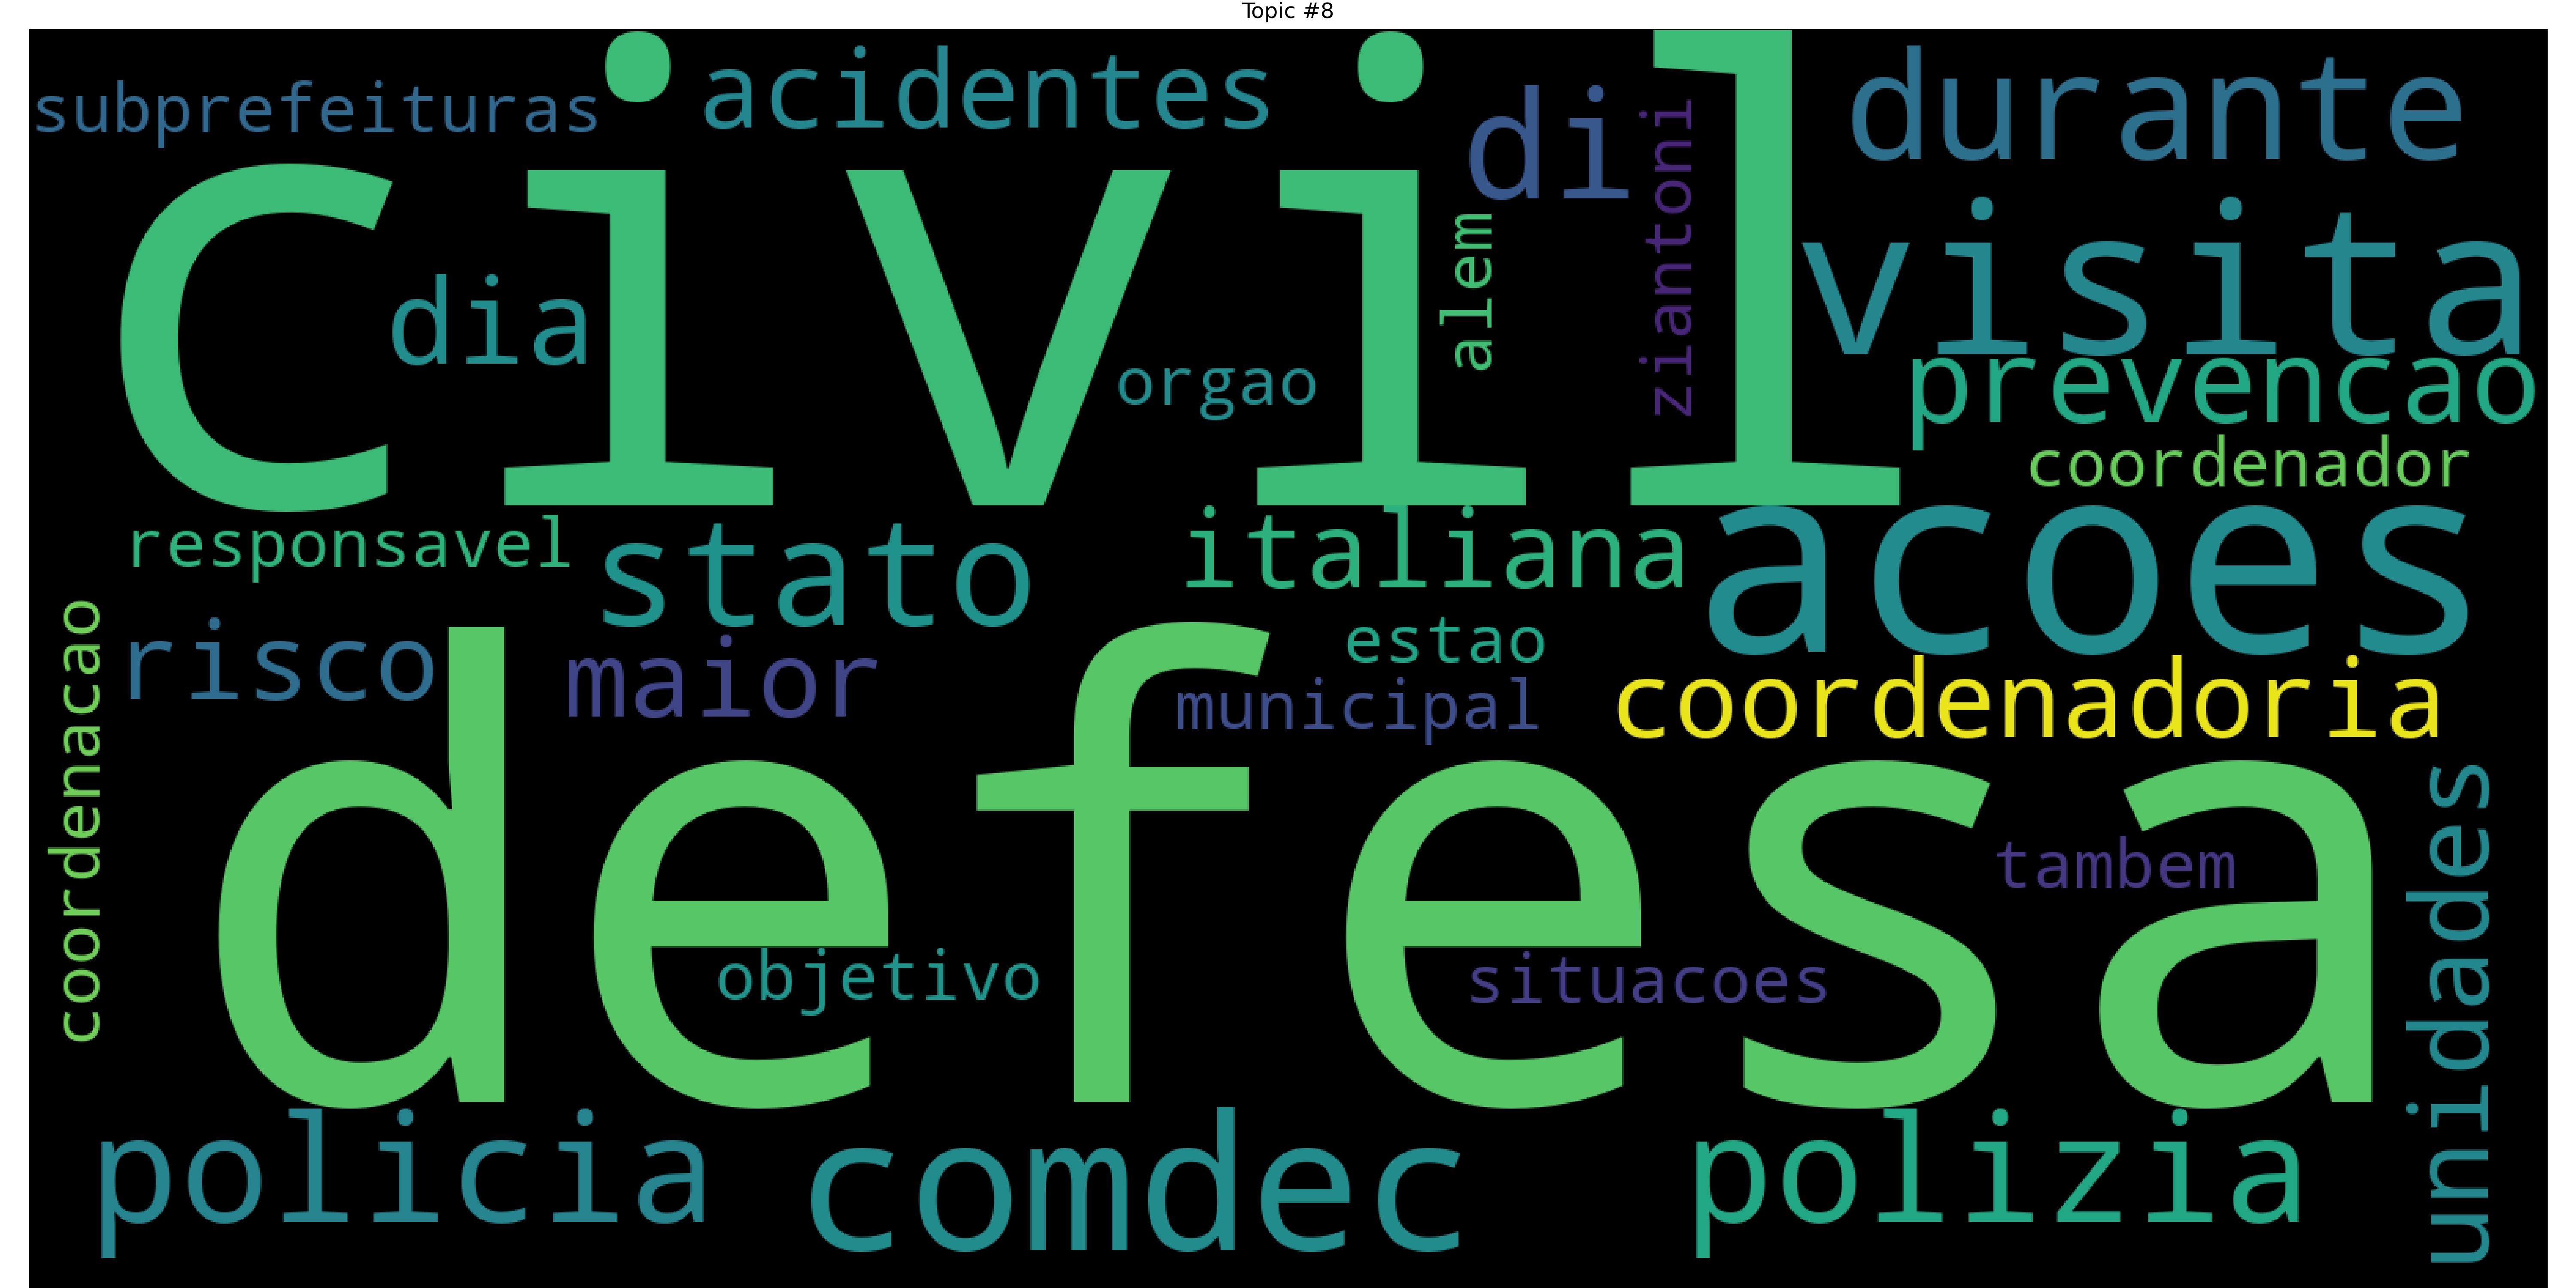 Topic #8
subprefeituras
acidentes
di
durante
ziantoni
civil
visita
dia
alem
orgao
prevencao
coordenador
responsavel
stato
italiana
acoes
coordenacao
risco
maior
estao
municipal
coordenadoria
defesa
unidades
tambem
objetivo
situacoes
policia
comdec
polizia